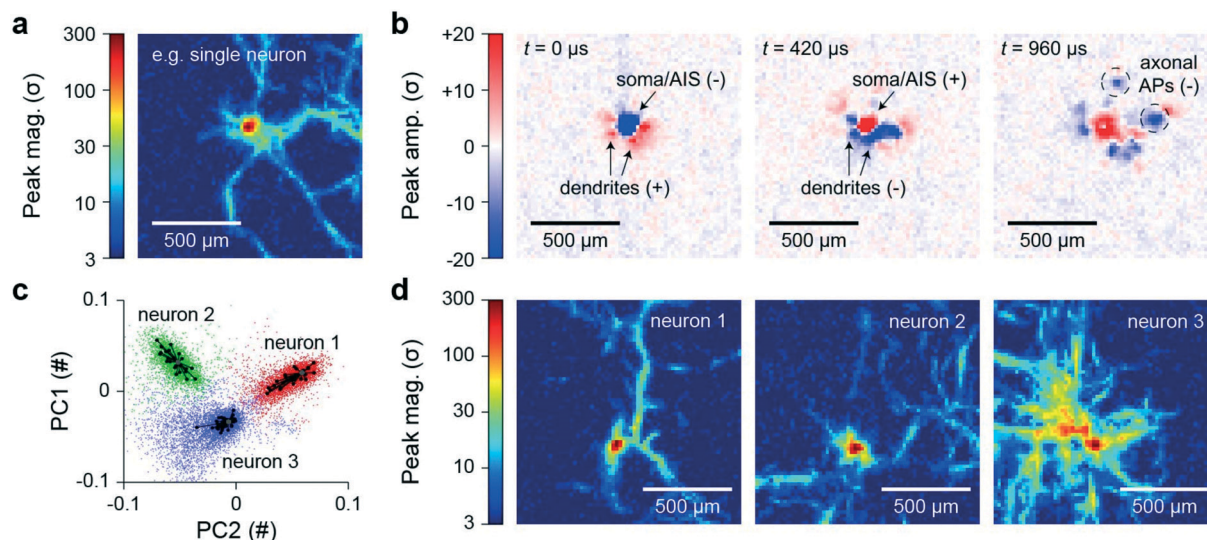 a
Peak mag. (σ)
300
100
30
10
3
e.g. single neuron
500 µm
b
Peak amp. (σ)
+20
+10
0
-10
-20
t = 0 µs
soma/AIS (-)
dendrites (+)
500 µm
t = 420 µs
soma/AIS (+)
dendrites (-)
500 µm
t = 960 µs
axonal
APs (-)
500 µm
c
PC1 (#)
0.1
0
-0.1
neuron 2
neuron 1
neuron 3
-0.1
0
0.1
PC2 (#)
d
Peak mag. (σ)
300
100
30
10
3
neuron 1
500 µm
neuron 2
500 µm
neuron 3
500 µm